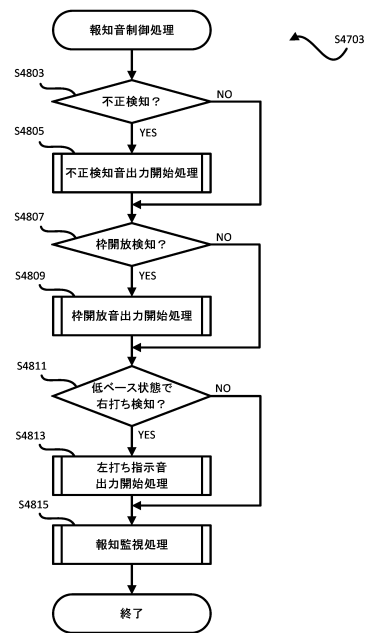 報知音制御処理
S4703
S4803
不正検知？
NO
YES
S4805
不正検知音出力開始処理
S4807
枠開放検知？
NO
YES
S4809
枠開放音出力開始処理
S4811
低ベース状態で
右打ち検知？
NO
YES
S4813
左打ち指示音
出力開始処理
S4815
報知監視処理
終了